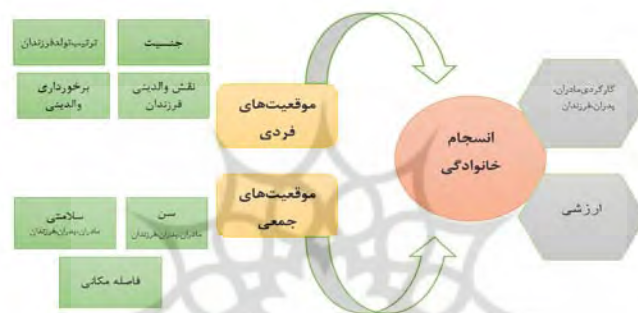 جنسیت
ترتیب‌تولدفرزندان
نقش والدینی
فرزندان
برخورداری
والدینی
موقعیت‌های
فردی
انسجام
خانوادگی
کارکردی‌مادران،
پدران،فرزندان
موقعیت‌های
جمعی
ارزشی
سن
مادران،پدران،فرزندان
سلامتی
مادران،پدران،فرزندان
فاصله مکانی